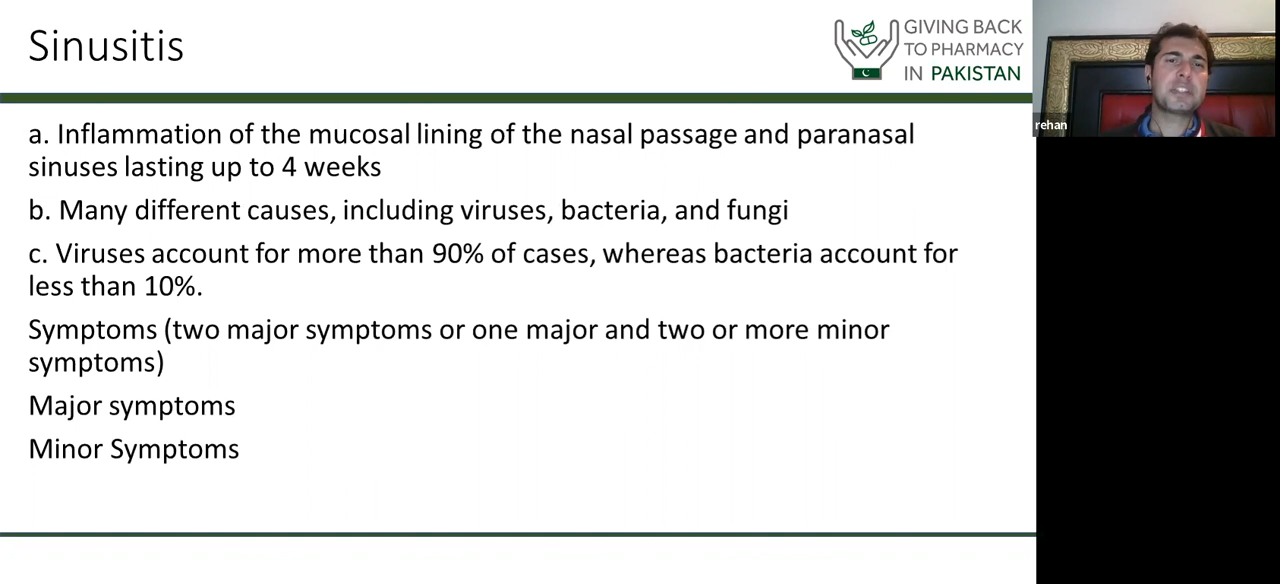 Sinusitis
GIVING BACK
TO PHARMACY
IN PAKISTAN
rehan
a. Inflammation of the mucosal lining of the nasal passage and paranasal
sinuses lasting up to 4 weeks
b. Many different causes, including viruses, bacteria, and fungi
c. Viruses account for more than 90% of cases, whereas bacteria account for
less than 10%.
Symptoms (two major symptoms or one major and two or more minor
symptoms)
Major symptoms
Minor Symptoms